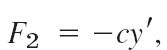 F₂ = −cy′,